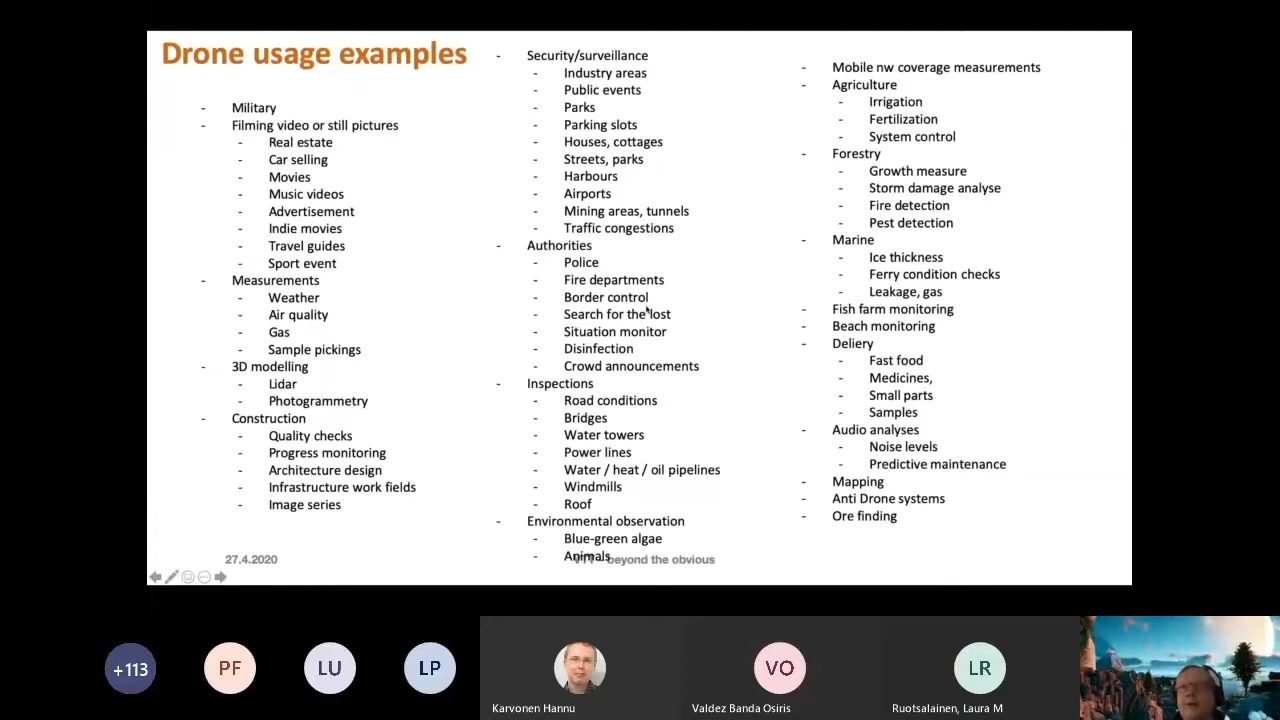 Drone usage examples
- Military
- Filming video or still pictures
- Real estate
- Car selling
- Movies
- Music videos
- Advertisement
- Indie movies
- Travel guides
- Sport event
- Measurements
- Weather
- Air quality
- Gas
- Sample pickings
- 3D modelling
- Lidar
- Photogrammetry
- Construction
- Quality checks
- Progress monitoring
- Architecture design
- Infrastructure work fields
- Image series
- Security/surveillance
- Industry areas
- Public events
- Parks
- Parking slots
- Houses, cottages
- Streets, parks
- Harbours
- Airports
- Mining areas, tunnels
- Traffic congestions
- Authorities
- Police
- Fire departments
- Border control
- Search for the lost
- Situation monitor
- Disinfection
- Crowd announcements
- Inspections
- Road conditions
- Bridges
- Water towers
- Power lines
- Water / heat / oil pipelines
- Windmills
- Roof
- Environmental observation
- Blue-green algae
- Animals
- Mobile nw coverage measurements
- Agriculture
- Irrigation
- Fertilization
- System control
- Forestry
- Growth measure
- Storm damage analyse
- Fire detection
- Pest detection
- Marine
- Ice thickness
- Ferry condition checks
- Leakage, gas
- Fish farm monitoring
- Beach monitoring
- Deliery
- Fast food
- Medicines,
- Small parts
- Samples
- Audio analyses
- Noise levels
- Predictive maintenance
- Mapping
- Anti Drone systems
- Ore finding
27.4.2020
beyond the obvious
+113
PF
LU
LP
VO
LR
Karvonen Hannu
Valdez Banda Osiris
Ruotsalainen, Laura M